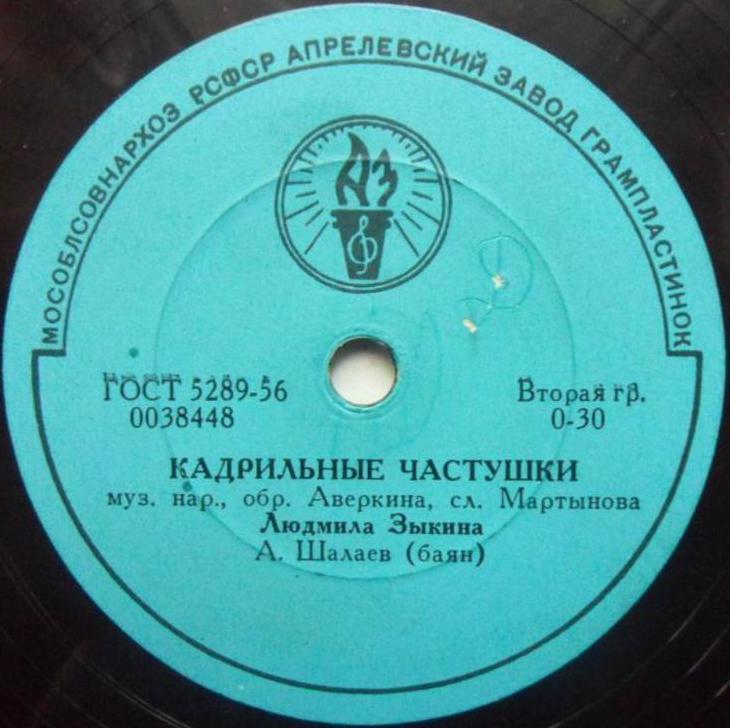 МОСОБЛСОВНАРХОЗ РСФСР АПРЕЛЕВСКИЙ ЗАВОД ГРАМПЛАСТИНОК
АЗ
ГОСТ 5289-56
0038448
Вторая гр.
0-30
КАДРИЛЬНЫЕ ЧАСТУШКИ
муз. нар., обр. Аверкина, сл. Мартынова
Людмила Зыкина
А. Шалаев (баян)